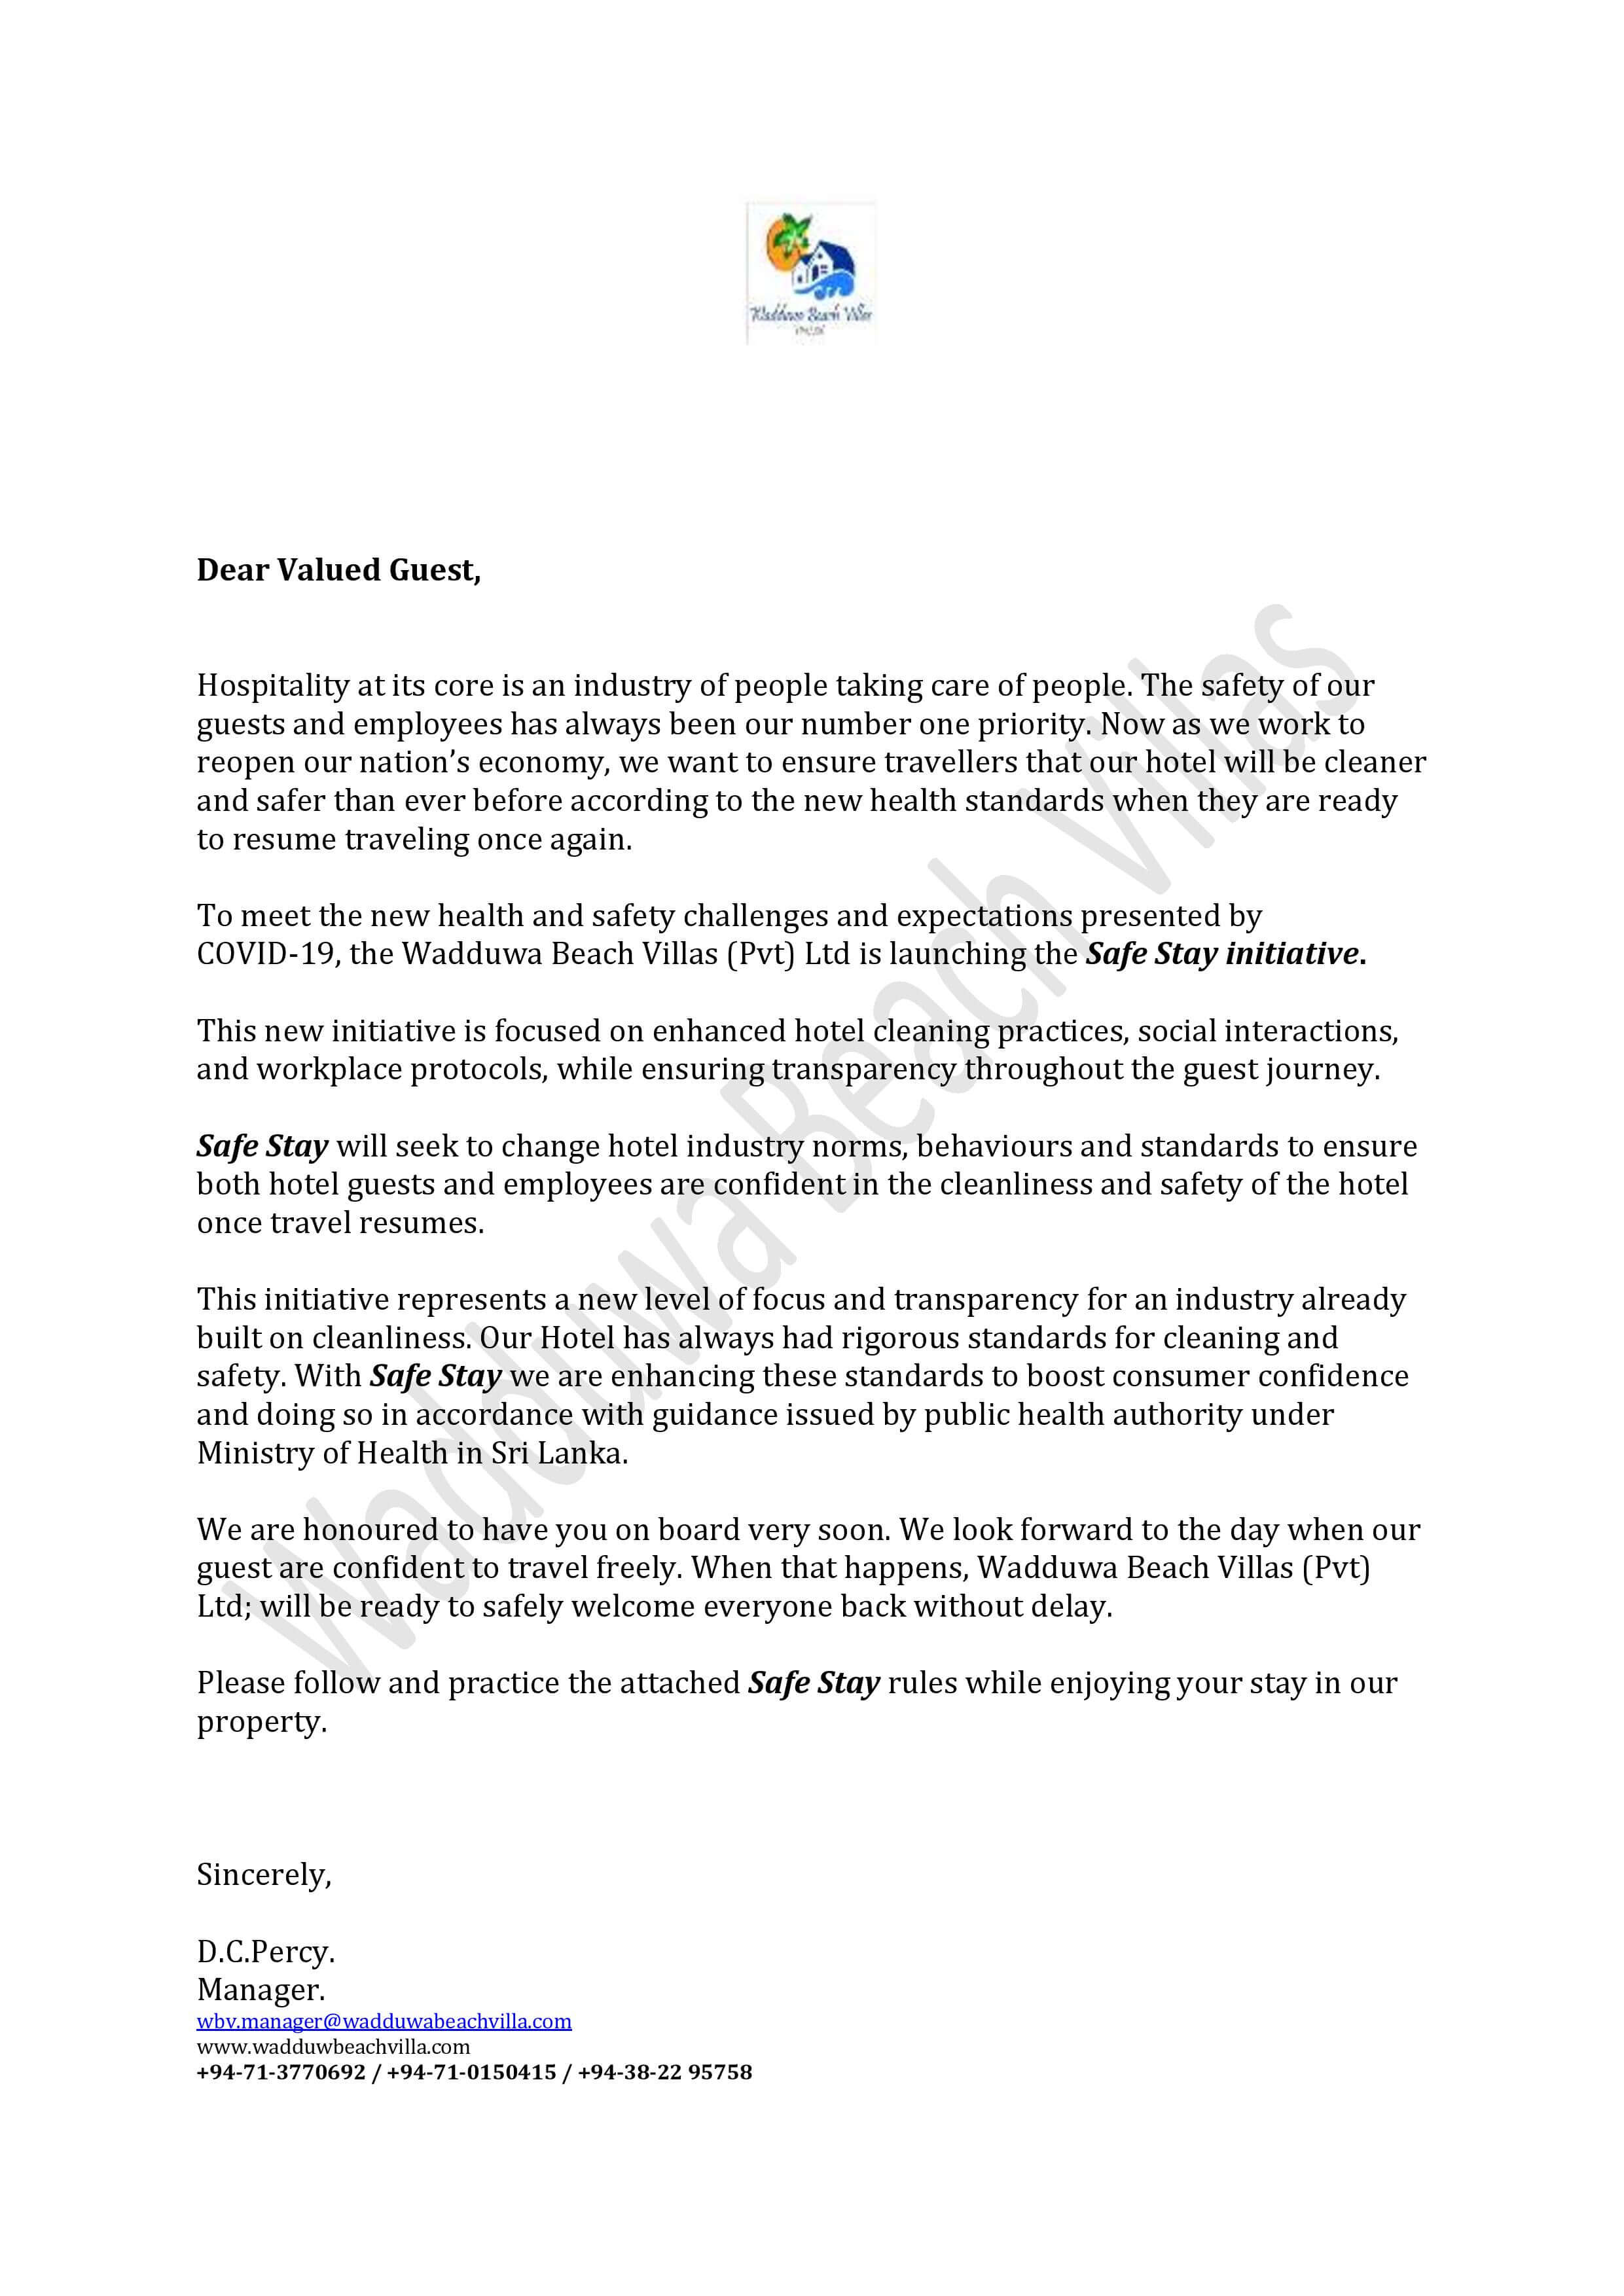 Wadduwa Beach Villas
Dear Valued Guest,
Hospitality at its core is an industry of people taking care of people. The safety of our
guests and employees has always been our number one priority. Now as we work to
reopen our nation’s economy, we want to ensure travellers that our hotel will be cleaner
and safer than ever before according to the new health standards when they are ready
to resume traveling once again.
To meet the new health and safety challenges and expectations presented by
COVID-19, the Wadduwa Beach Villas (Pvt) Ltd is launching the Safe Stay initiative.
This new initiative is focused on enhanced hotel cleaning practices, social interactions,
and workplace protocols, while ensuring transparency throughout the guest journey.
Safe Stay will seek to change hotel industry norms, behaviours and standards to ensure
both hotel guests and employees are confident in the cleanliness and safety of the hotel
once travel resumes.
This initiative represents a new level of focus and transparency for an industry already
built on cleanliness. Our Hotel has always had rigorous standards for cleaning and
safety. With Safe Stay we are enhancing these standards to boost consumer confidence
and doing so in accordance with guidance issued by public health authority under
Ministry of Health in Sri Lanka.
We are honoured to have you on board very soon. We look forward to the day when our
guest are confident to travel freely. When that happens, Wadduwa Beach Villas (Pvt)
Ltd; will be ready to safely welcome everyone back without delay.
Please follow and practice the attached Safe Stay rules while enjoying your stay in our
property.
Sincerely,
D.C.Percy.
Manager.
wbv.manager@wadduwabeachvilla.com
www.wadduwbeachvilla.com
+94-71-3770692 / +94-71-0150415 / +94-38-22 95758
Wadduwa Beach Villas